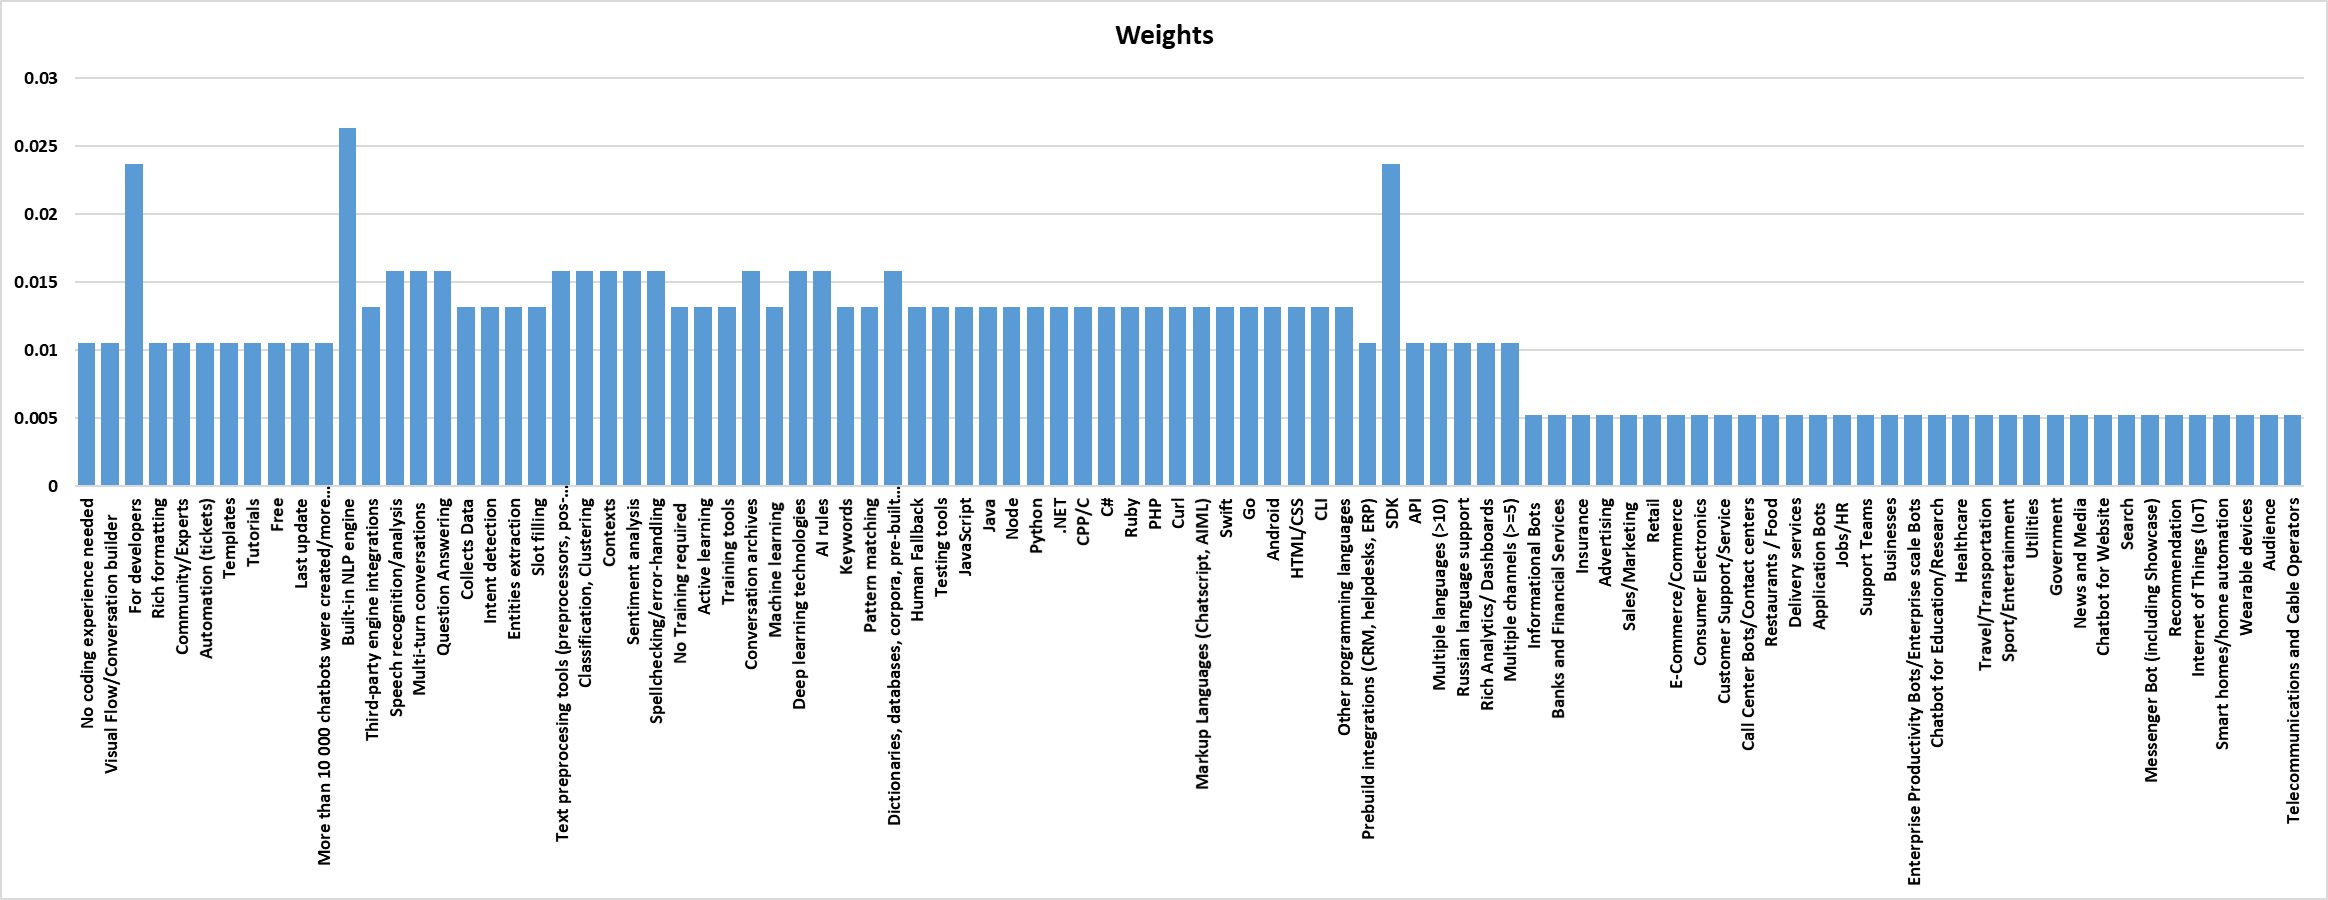 Weights
0.03
0.025
0.02
0.015
0.01
0.005
0
No coding experience needed
Visual Flow/Conversation builder
For developers
Rich formatting
Community/Experts
Automation (tickets)
Templates
Tutorials
Free
Last update
More than 10 000 chatbots were created/more...
Built-in NLP engine
Third-party engine integrations
Speech recognition/analysis
Multi-turn conversations
Question Answering
Collects Data
Intent detection
Entities extraction
Slot filling
Text preprocesing tools (preprocessors, pos-...
Classification, Clustering
Contexts
Sentiment analysis
Spellchecking/error-handling
No Training required
Active learning
Training tools
Conversation archives
Machine learning
Deep learning technologies
AI rules
Keywords
Pattern matching
Dictionaries, databases, corpora, pre-built...
Human Fallback
Testing tools
JavaScript
Java
Node
Python
.NET
CPP/C
C#
Ruby
PHP
Curl
Markup Languages (Chatscript, AIML)
Swift
Go
Android
HTML/CSS
CLI
Other programming languages
Prebuild integrations (CRM, helpdesks, ERP)
SDK
API
Multiple languages (>10)
Russian language support
Rich Analytics/ Dashboards
Multiple channels (>=5)
Informational Bots
Banks and Financial Services
Insurance
Advertising
Sales/Marketing
Retail
E-Commerce/Commerce
Consumer Electronics
Customer Support/Service
Call Center Bots/Contact centers
Restaurants / Food
Delivery services
Application Bots
Jobs/HR
Support Teams
Businesses
Enterprise Productivity Bots/Enterprise scale Bots
Chatbot for Education/Research
Healthcare
Travel/Transportation
Sport/Entertainment
Utilities
Government
News and Media
Chatbot for Website
Search
Messenger Bot (including Showcase)
Recommendation
Internet of Things (IoT)
Smart homes/home automation
Wearable devices
Audience
Telecommunications and Cable Operators